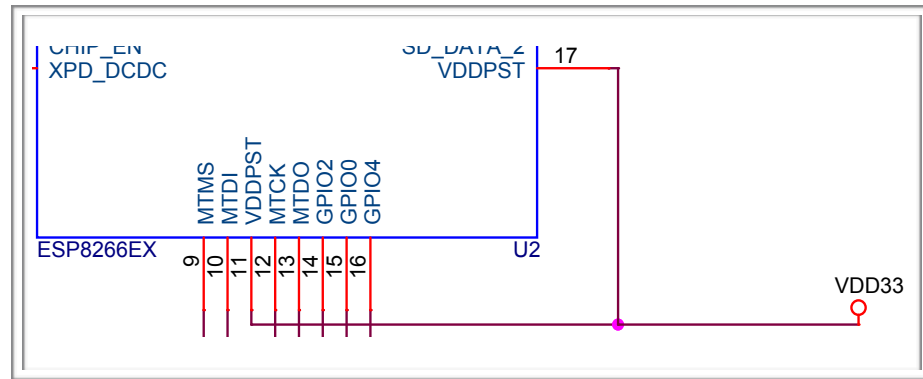 CHIP_EN
SD_DATA_2
17
XPD_DCDC
VDDPST
MTMS
MTDI
VDDPST
MTCK
MTDO
GPIO2
GPIO0
GPIO4
ESP8266EX
U2
9
10
11
12
13
14
15
16
VDD33